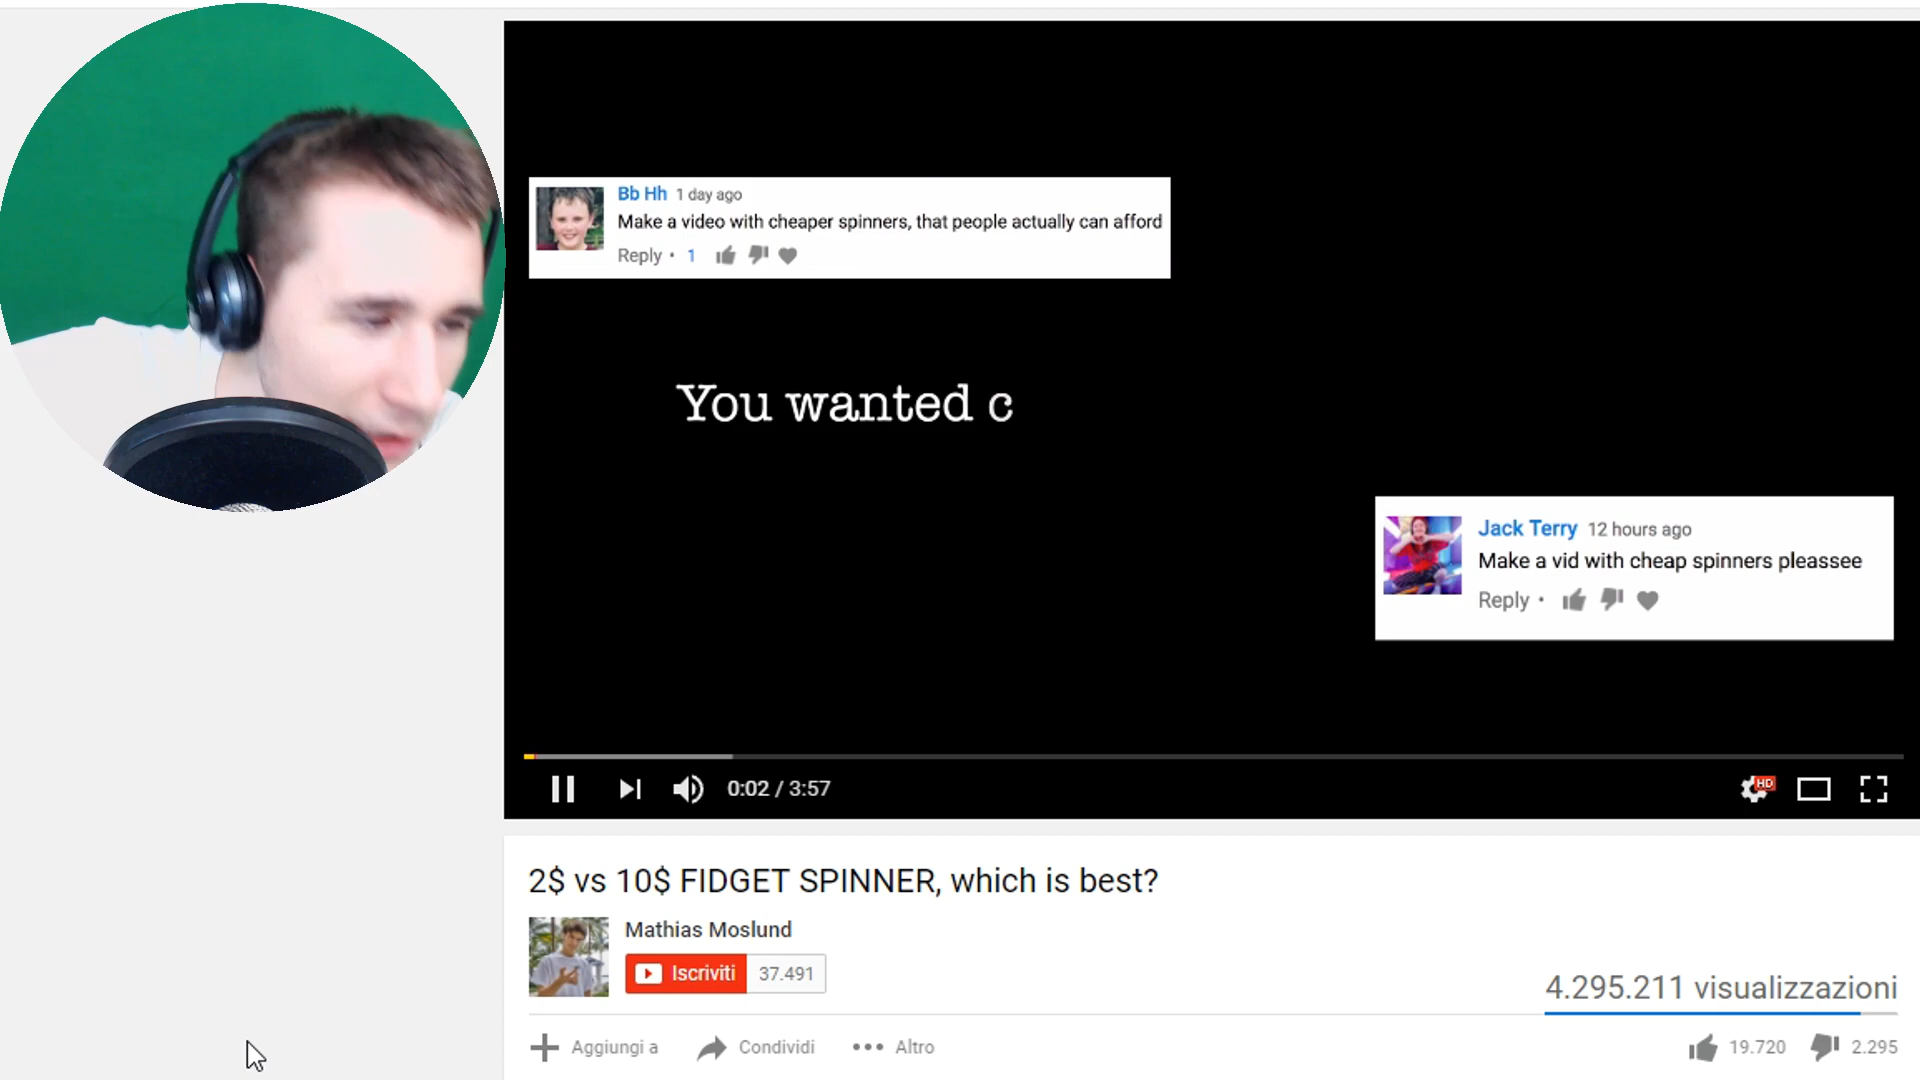 Bb Hh 1 day ago
Make a video with cheaper spinners, that people actually can afford
Reply • 1
You wanted c
Jack Terry 12 hours ago
Make a vid with cheap spinners pleassee
Reply •
0:02 / 3:57
HD
2$ vs 10$ FIDGET SPINNER, which is best?
Mathias Moslund
Iscriviti 37.491
4.295.211 visualizzazioni
Aggiungi a Condividi ••• Altro
19.720 2.295